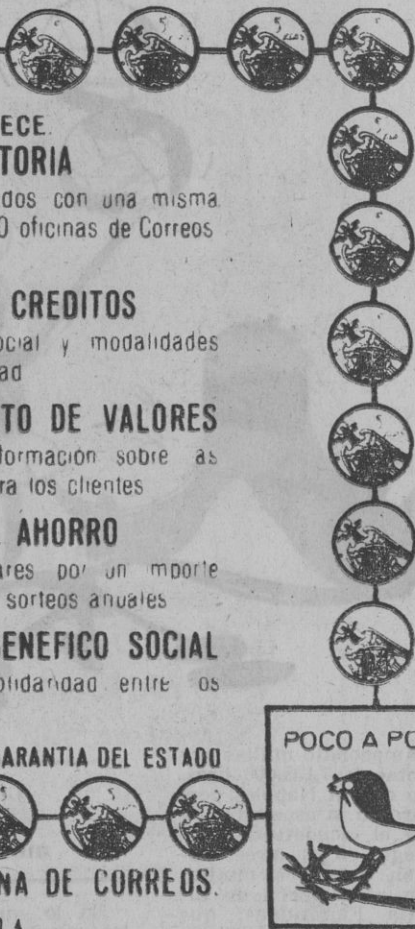 ECE.
TORIA
dos con una misma
0 oficinas de Correos
CREDITOS
ocial y modalidades
ad
TO DE VALORES
formación sobre as
ra los clientes
AHORRO
ares por un mporte
sorteos anuales
ENEFICO SOCIAL
olidaridad entre os
ARANTIA DEL ESTADO
POCO A PO
NA DE CORREOS.